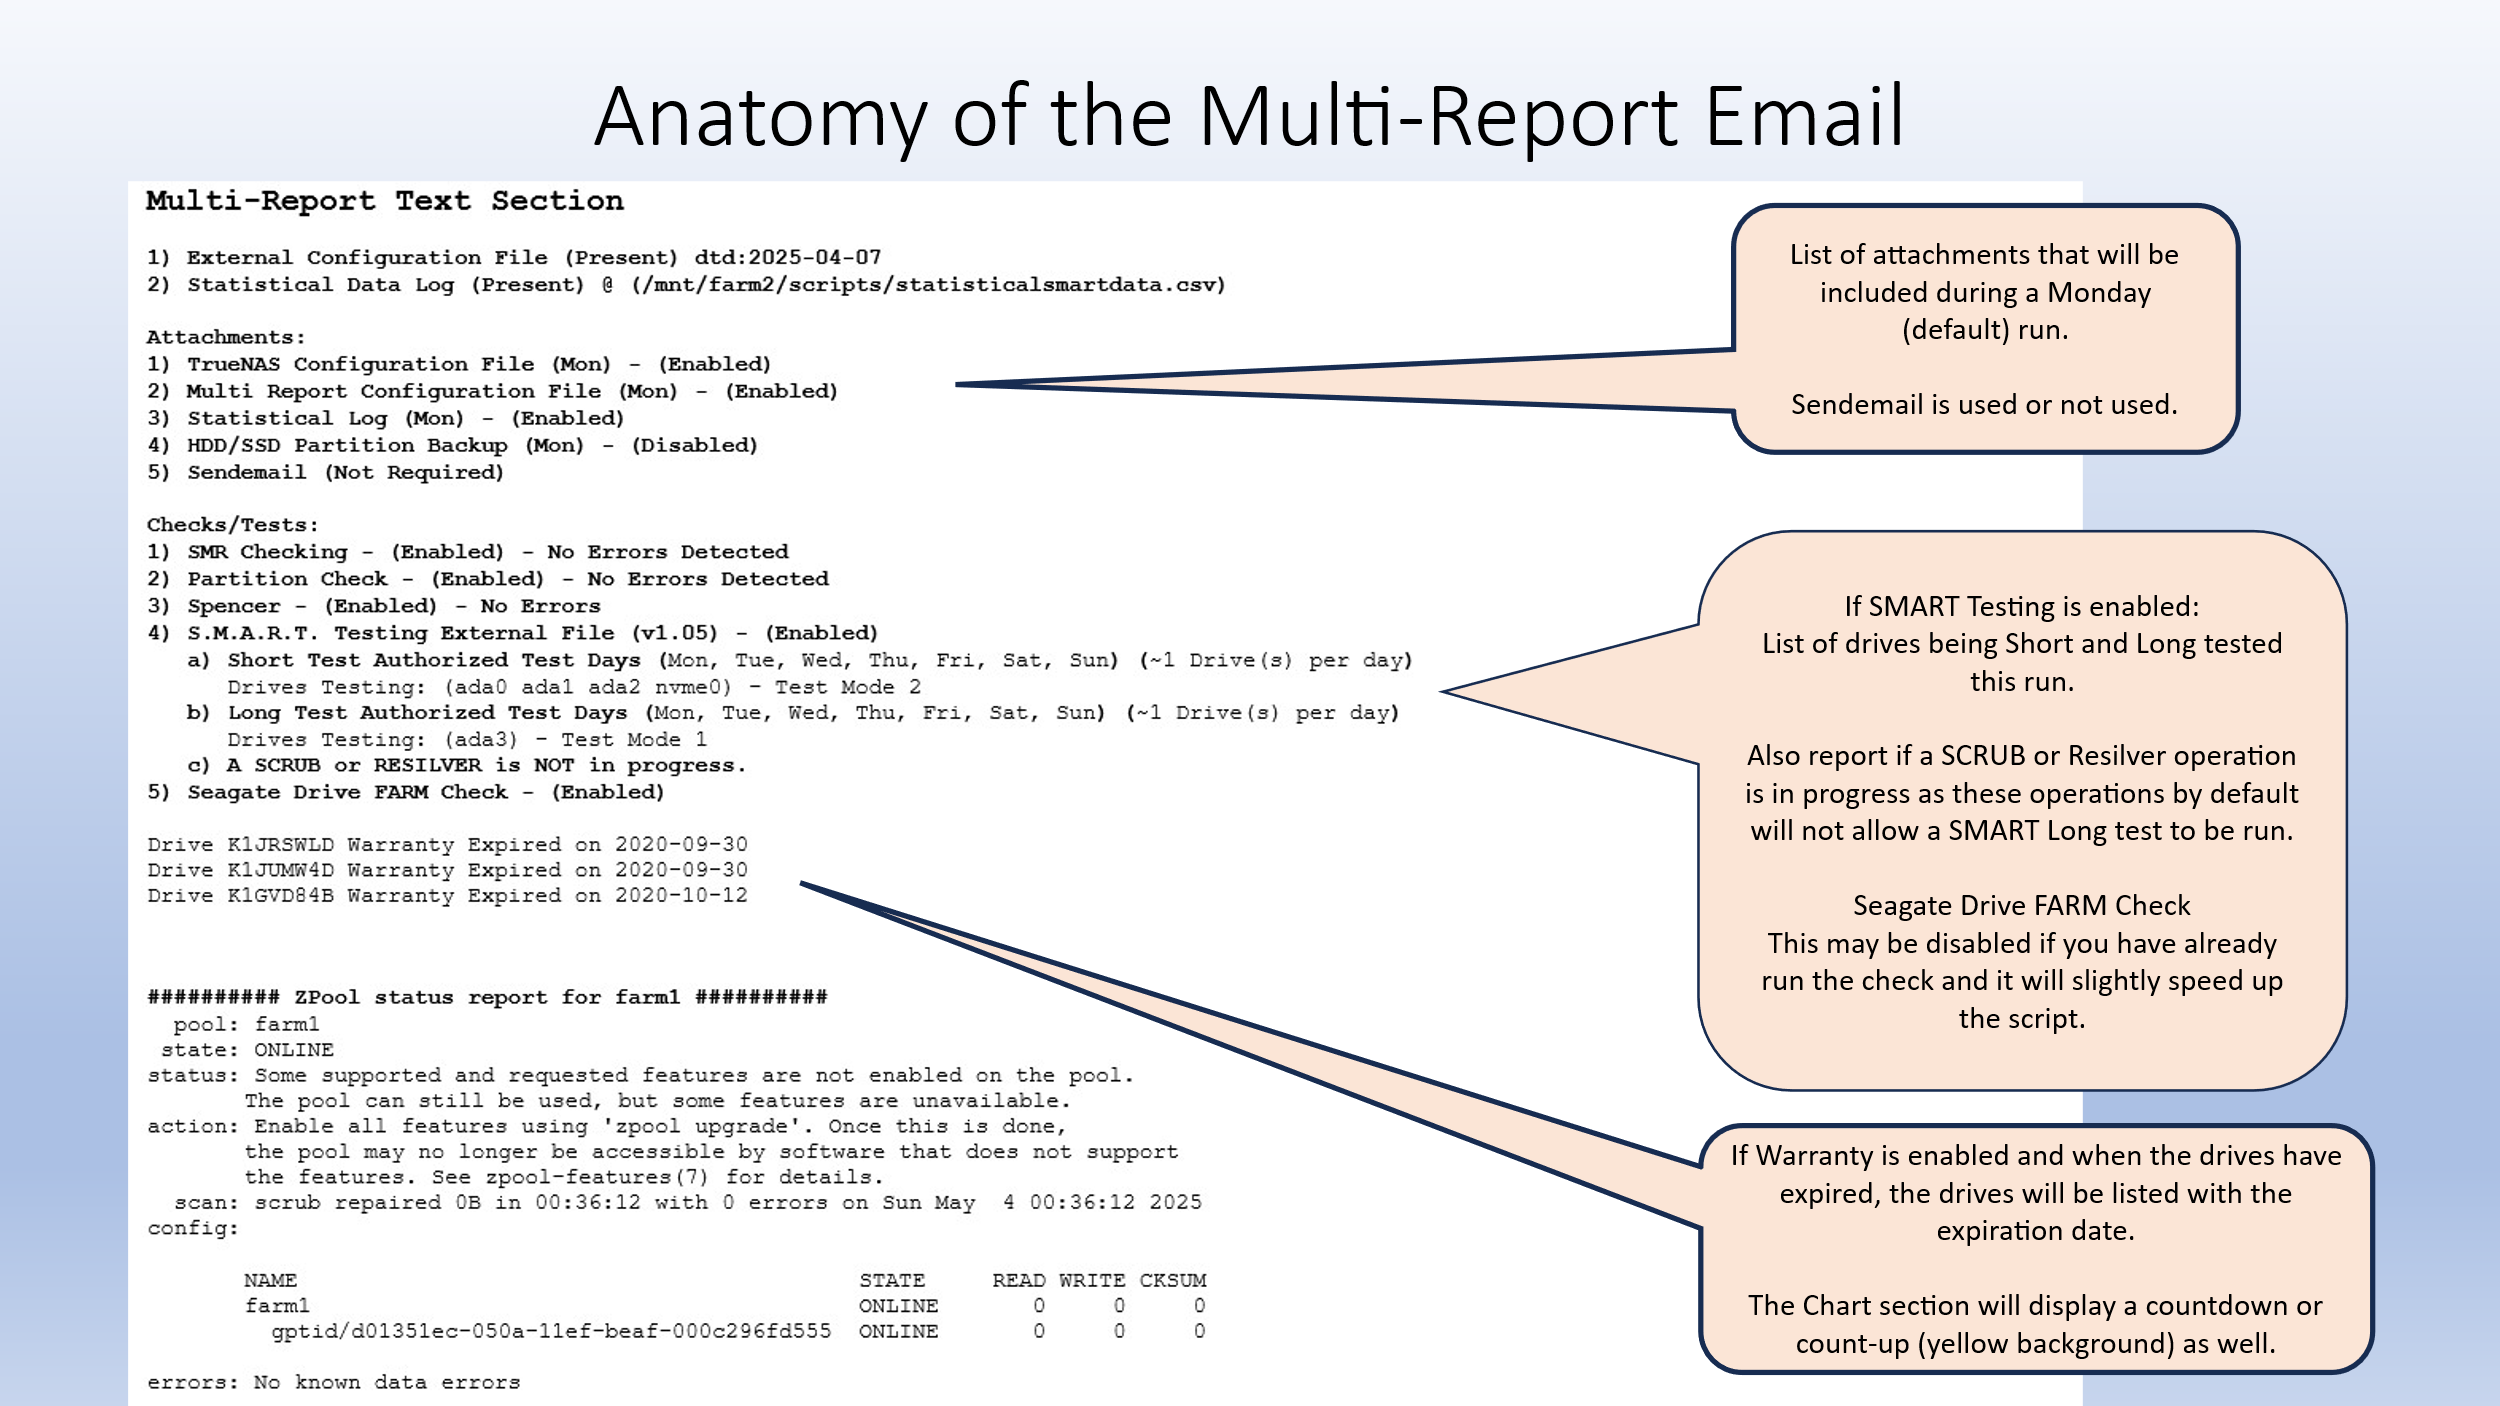 Anatomy of the Multi-Report Email
Multi-Report Text Section
1) External Configuration File (Present) dtd:2025-04-07
2) Statistical Data Log (Present) @ (/mnt/farm2/scripts/statisticalsmartdata.csv)
Attachments:
1) TrueNAS Configuration File (Mon) - (Enabled)
2) Multi Report Configuration File (Mon) - (Enabled)
3) Statistical Log (Mon) - (Enabled)
4) HDD/SSD Partition Backup (Mon) - (Disabled)
5) Sendemail (Not Required)
List of attachments that will be
included during a Monday
(default) run.
Sendemail is used or not used.
Checks/Tests:
1) SMR Checking - (Enabled) - No Errors Detected
2) Partition Check - (Enabled) - No Errors Detected
3) Spencer - (Enabled) - No Errors
4) S.M.A.R.T. Testing External File (v1.05) - (Enabled)
a) Short Test Authorized Test Days (Mon, Tue, Wed, Thu, Fri, Sat, Sun) (~1 Drive(s) per day)
Drives Testing: (ada0 ada1 ada2 nvme0) - Test Mode 2
b) Long Test Authorized Test Days (Mon, Tue, Wed, Thu, Fri, Sat, Sun) (~1 Drive(s) per day)
Drives Testing: (ada3) - Test Mode 1
c) A SCRUB or RESILVER is NOT in progress.
5) Seagate Drive FARM Check - (Enabled)
If SMART Testing is enabled:
List of drives being Short and Long tested
this run.
Also report if a SCRUB or Resilver operation
is in progress as these operations by default
will not allow a SMART Long test to be run.
Seagate Drive FARM Check
This may be disabled if you have already
run the check and it will slightly speed up
the script.
Drive K1JRSWLD Warranty Expired on 2020-09-30
Drive K1JUMW4D Warranty Expired on 2020-09-30
Drive K1GVD84B Warranty Expired on 2020-10-12
If Warranty is enabled and when the drives have
expired, the drives will be listed with the
expiration date.
The Chart section will display a countdown or
count-up (yellow background) as well.
########## ZPool status report for farm1 ##########
pool: farm1
state: ONLINE
status: Some supported and requested features are not enabled on the pool.
The pool can still be used, but some features are unavailable.
action: Enable all features using 'zpool upgrade'. Once this is done,
the pool may no longer be accessible by software that does not support
the features. See zpool-features(7) for details.
scan: scrub repaired 0B in 00:36:12 with 0 errors on Sun May  4 00:36:12 2025
config:
NAME STATE READ WRITE CKSUM
farm1 ONLINE 0 0 0
gptid/d01351ec-050a-11ef-beaf-000c296fd555 ONLINE 0 0 0
errors: No known data errors